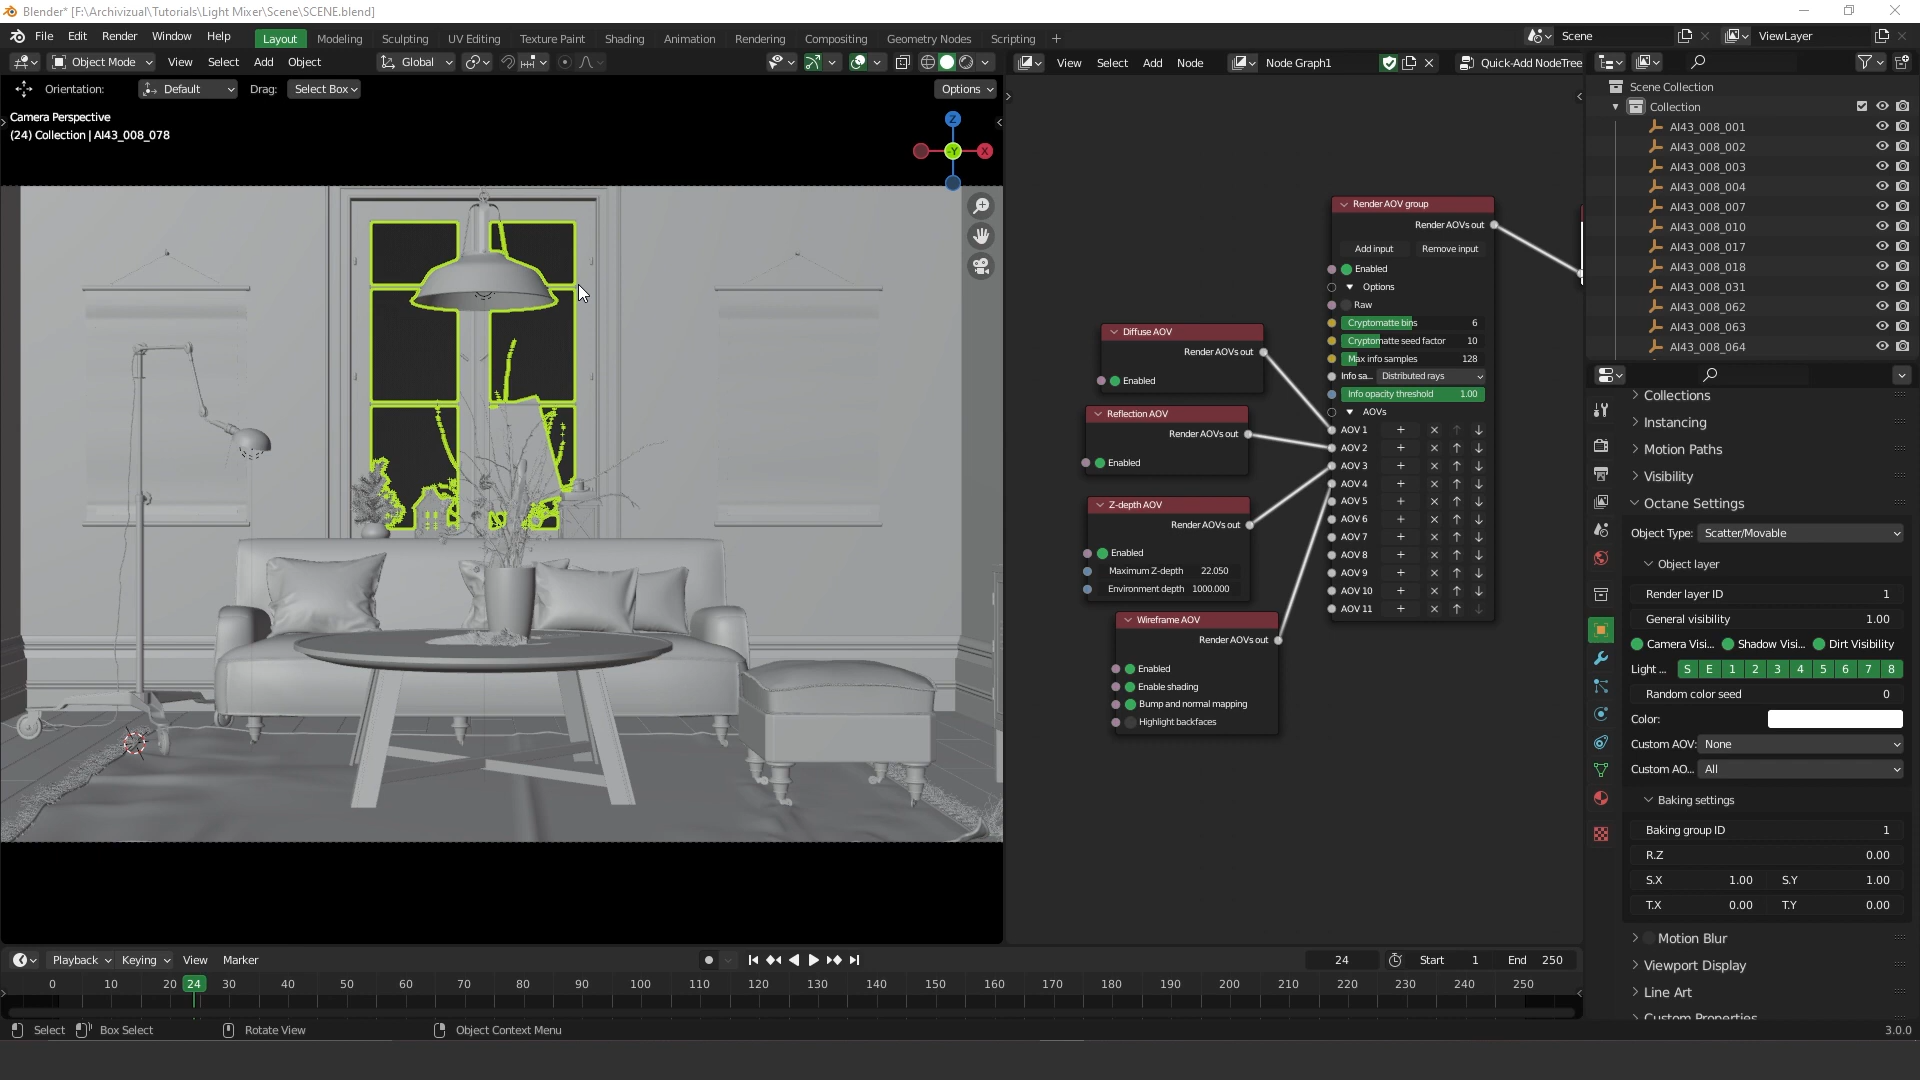 Blender* [F:\Archivizual\Tutorials\Light Mixer\Scene\SCENE.blend]
File Edit Render Window Help Layout Modeling Sculpting UV Editing Texture Paint Shading Animation Rendering Compositing Geometry Nodes Scripting + Scene ViewLayer
Object Mode View Select Add Object Global View Select Add Node Node Graph1 Quick-Add NodeTree
Orientation: Default Drag: Select Box Options
Camera Perspective
(24) Collection | AI43_008_078
Z
-Y
X
Render AOV group
Render AOVs out
Add input Remove input
Enabled
Options
Raw
Cryptomatte bins 6
Cryptomatte seed factor 10
Max info samples 128
Info sa... Distributed rays
Info opacity threshold 1.00
AOVs
AOV 1
AOV 2
AOV 3
AOV 4
AOV 5
AOV 6
AOV 7
AOV 8
AOV 9
AOV 10
AOV 11
Diffuse AOV
Render AOVs out
Enabled
Reflection AOV
Render AOVs out
Enabled
Z-depth AOV
Render AOVs out
Enabled
Maximum Z-depth 22.050
Environment depth 1000.000
Wireframe AOV
Render AOVs out
Enabled
Enable shading
Bump and normal mapping
Highlight backfaces
Scene Collection
Collection
AI43_008_001
AI43_008_002
AI43_008_003
AI43_008_004
AI43_008_007
AI43_008_010
AI43_008_017
AI43_008_018
AI43_008_031
AI43_008_062
AI43_008_063
AI43_008_064
Collections
Instancing
Motion Paths
Visibility
Octane Settings
Object Type: Scatter/Movable
Object layer
Render layer ID 1
General visibility 1.00
Camera Visi... Shadow Visi... Dirt Visibility
Light ... S E 1 2 3 4 5 6 7 8
Random color seed 0
Color:
Custom AOV: None
Custom AO... All
Baking settings
Baking group ID 1
R.Z 0.00
S.X 1.00 S.Y 1.00
T.X 0.00 T.Y 0.00
Motion Blur
Viewport Display
Line Art
Custom Properties
Playback Keying View Marker 24 Start 1 End 250
0 10 20 24 30 40 50 60 70 80 90 100 110 120 130 140 150 160 170 180 190 200 210 220 230 240 250
Select Box Select Rotate View Object Context Menu 3.0.0